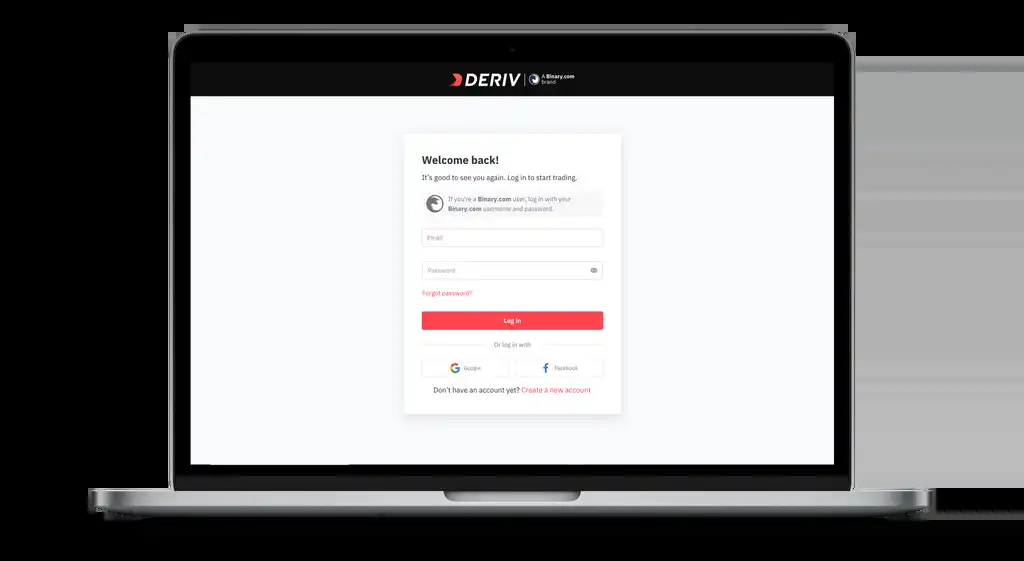 DERIV
A Binary.com
brand
Welcome back!
It's good to see you again. Log in to start trading.
If you're a Binary.com user, log in with your
Binary.com username and password.
Email
Password
Forgot password?
Log in
Or log in with
Google
Facebook
Don't have an account yet? Create a new account